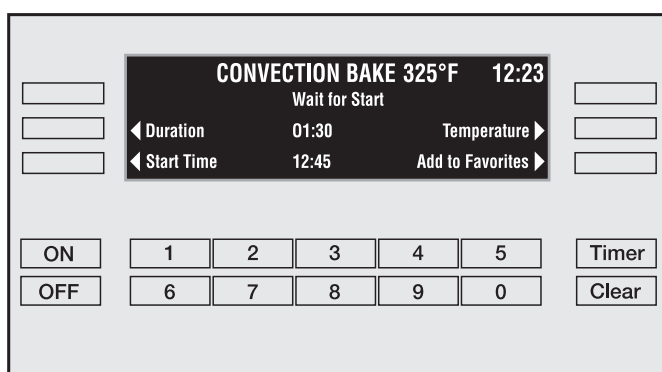 CONVECTION BAKE 325°F 12:23
Wait for Start
Duration 01:30 Temperature
Start Time 12:45 Add to Favorites
ON 1 2 3 4 5 Timer
OFF 6 7 8 9 0 Clear